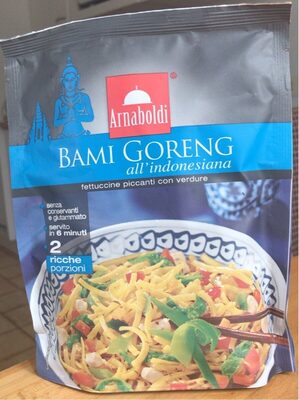 Arnaboldi
®
BAMI GORENG
all'indonesiana
fettuccine piccanti con verdure
senza
conservanti
e glutammato
servito
in 6 minuti
2
ricche
porzioni